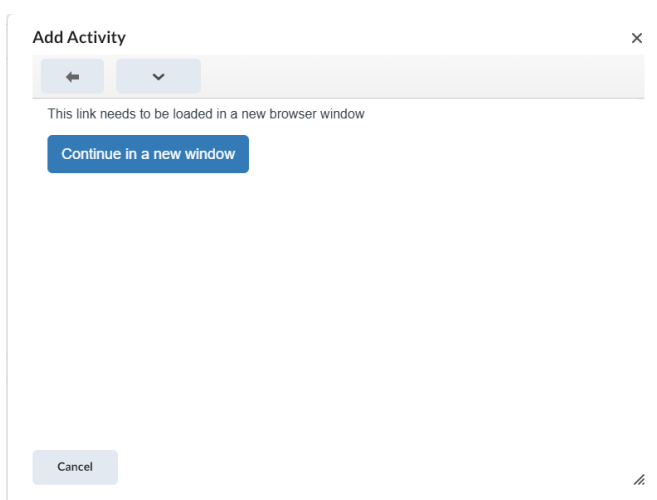 Add Activity
This link needs to be loaded in a new browser window
Continue in a new window
Cancel